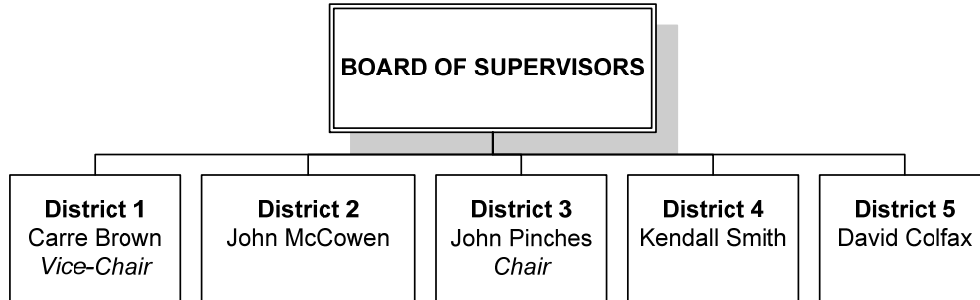 BOARD OF SUPERVISORS
District 1
Carre Brown
Vice-Chair
District 2
John McCowen
District 3
John Pinches
Chair
District 4
Kendall Smith
District 5
David Colfax